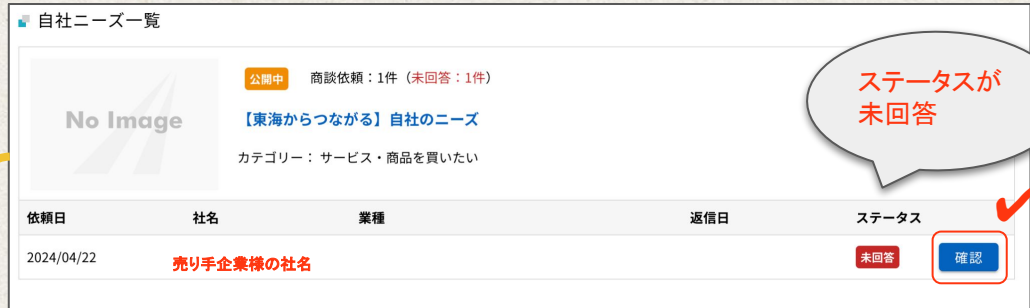 自社ニーズ一覧
No Image
公開中 商談依頼：1件（未回答：1件）
【東海からつながる】自社のニーズ
カテゴリー： サービス・商品を買いたい
ステータスが
未回答
依頼日 社名 業種 返信日 ステータス
2024/04/22 売り手企業様の社名 未回答 確認